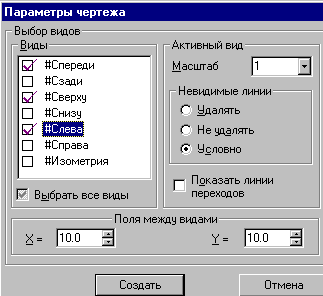 Параметры чертежа
Выбор видов
Виды
#Спереди
#Сзади
#Сверху
#Снизу
#Слева
#Справа
#Изометрия
Выбрать все виды
Активный вид
Масштаб 1
Невидимые линии
Удалять
Не удалять
Условно
Показать линии
переходов
Поля между видами
X = 10.0 Y = 10.0
Создать Отмена